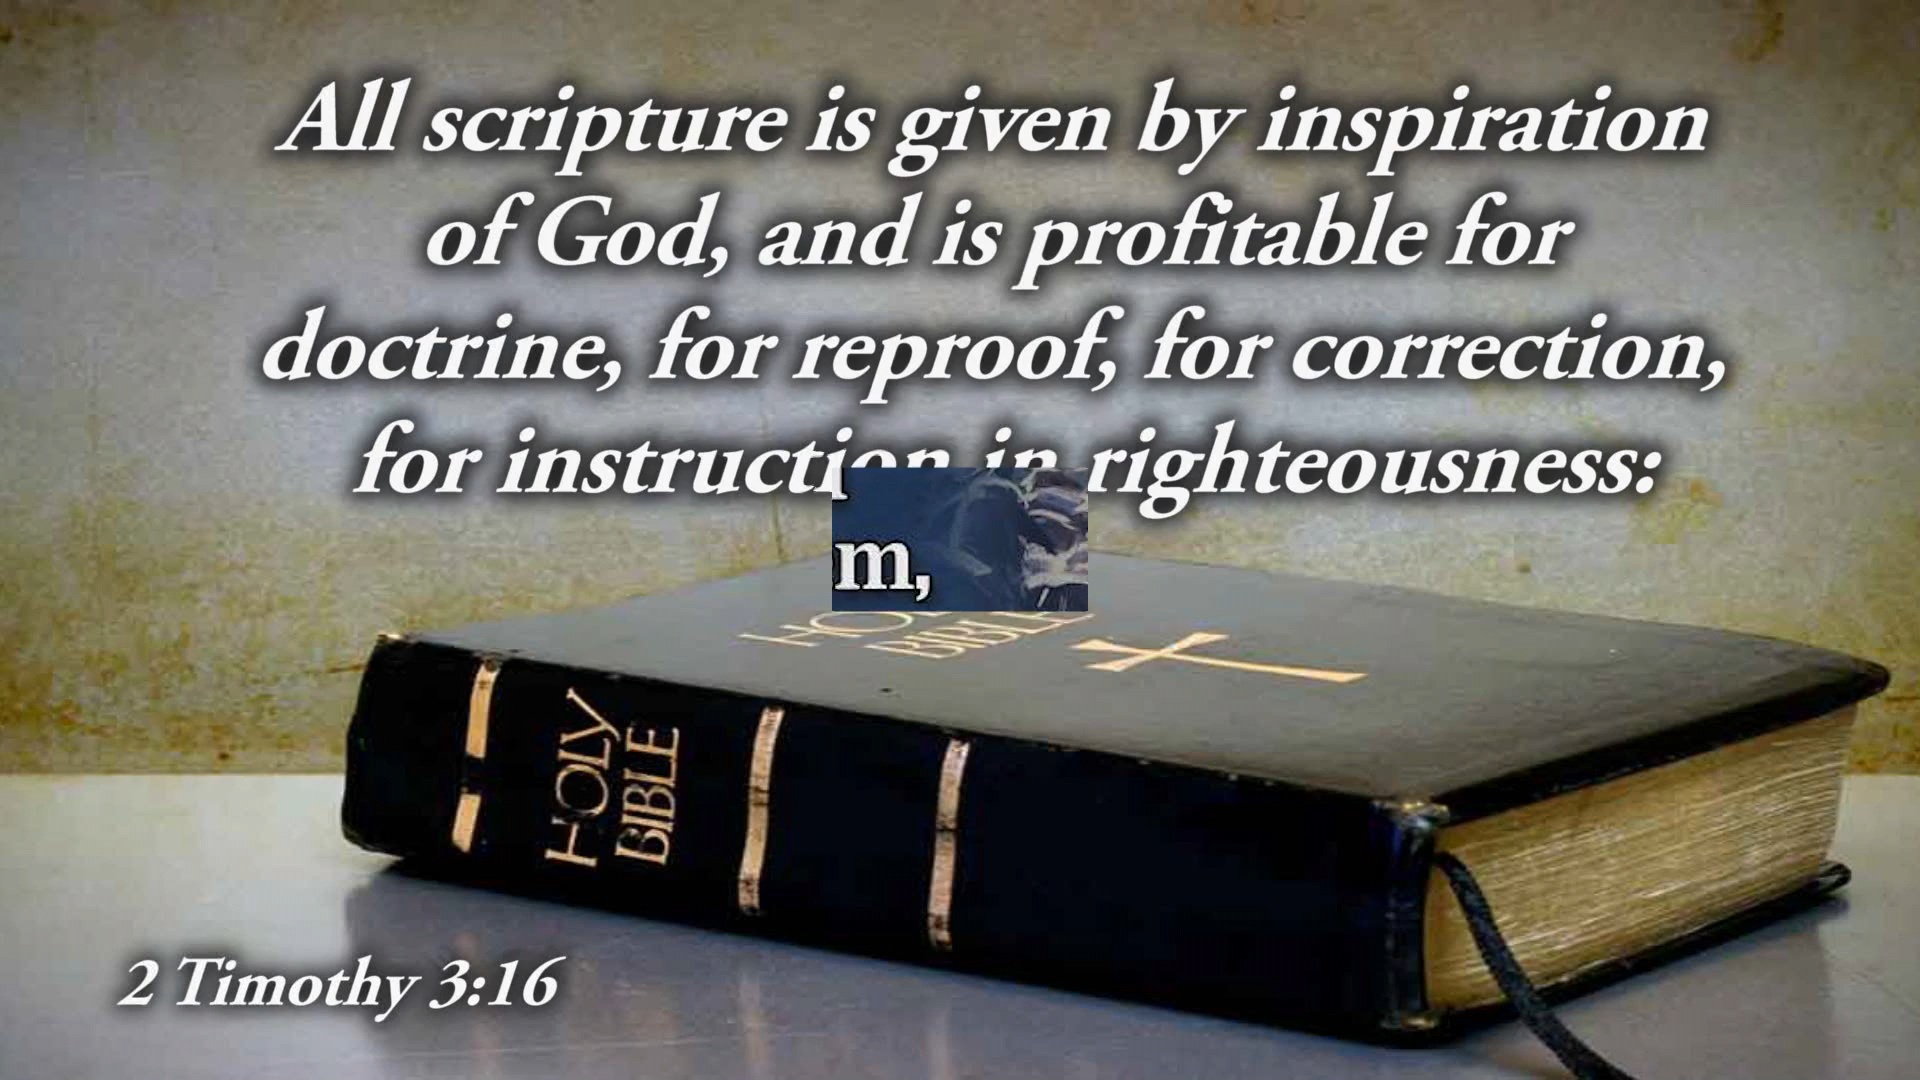 All scripture is given by inspiration
of God, and is profitable for
doctrine, for reproof, for correction,
for instruction in righteousness:
m,
HOLY
BIBLE
HOLY
BIBLE
2 Timothy 3:16